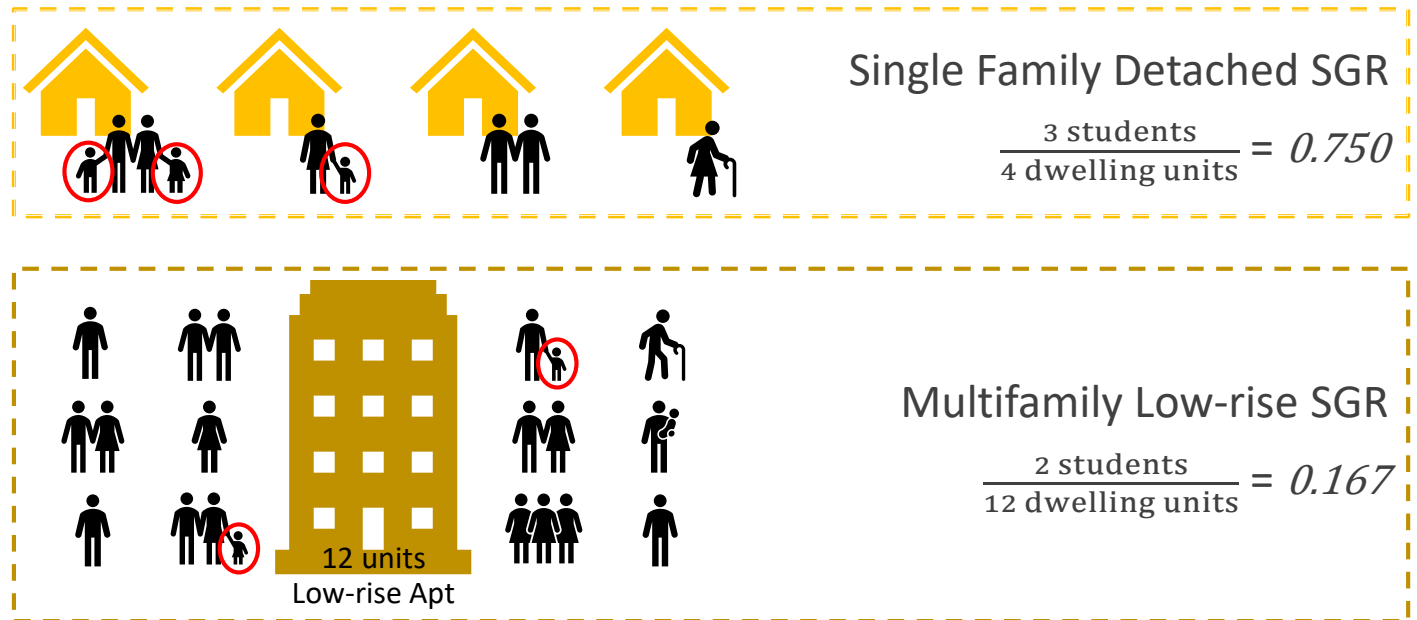 Single Family Detached SGR
3 students
4 dwelling units
= 0.750
Multifamily Low-rise SGR
2 students
12 dwelling units
= 0.167
12 units
Low-rise Apt